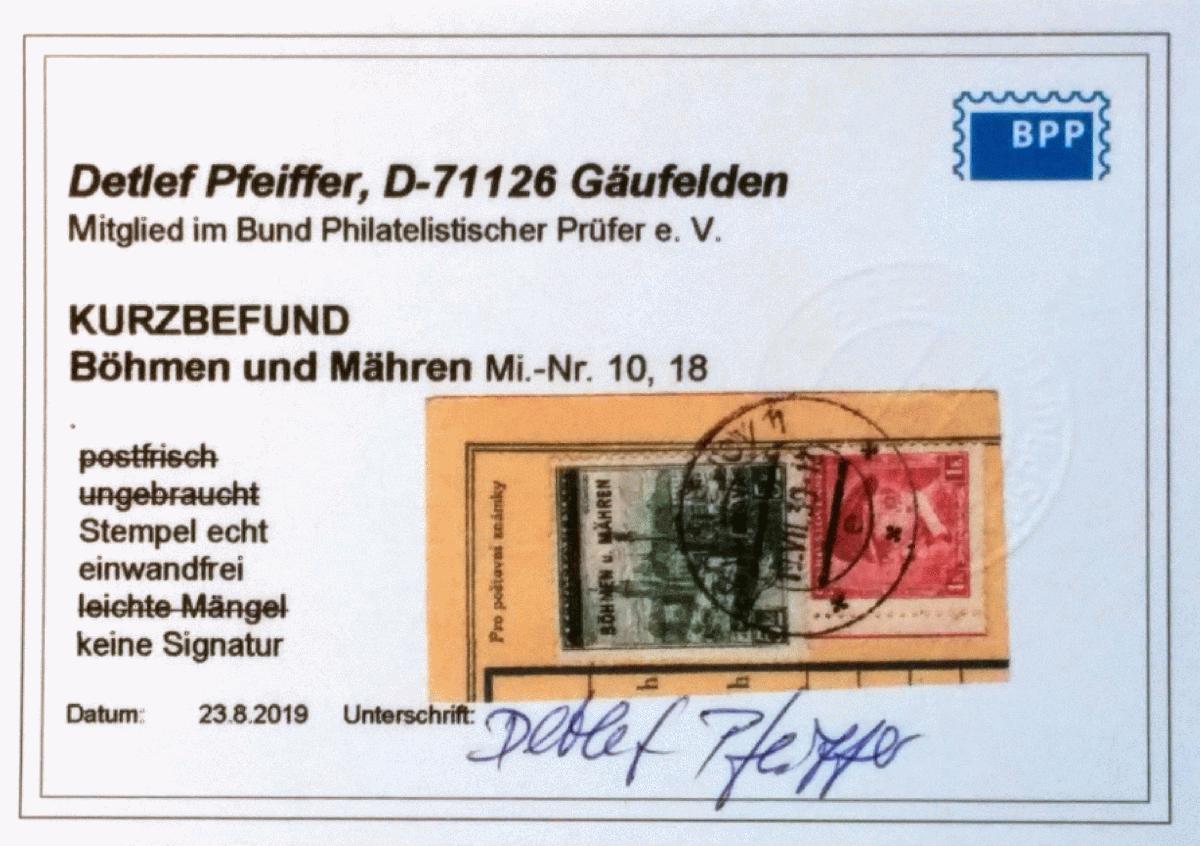 BPP
Detlef Pfeiffer, D-71126 Gäufelden
Mitglied im Bund Philatelistischer Prüfer e. V.
KURZBEFUND
Böhmen und Mähren Mi.-Nr. 10, 18
postfrisch
ungebraucht
Stempel echt
einwandfrei
leichte Mängel
keine Signatur
Pro poštovní známky
BÖHMEN u. MÄHREN
h
h
Datum: 23.8.2019 Unterschrift:
Detlef Pfeiffer